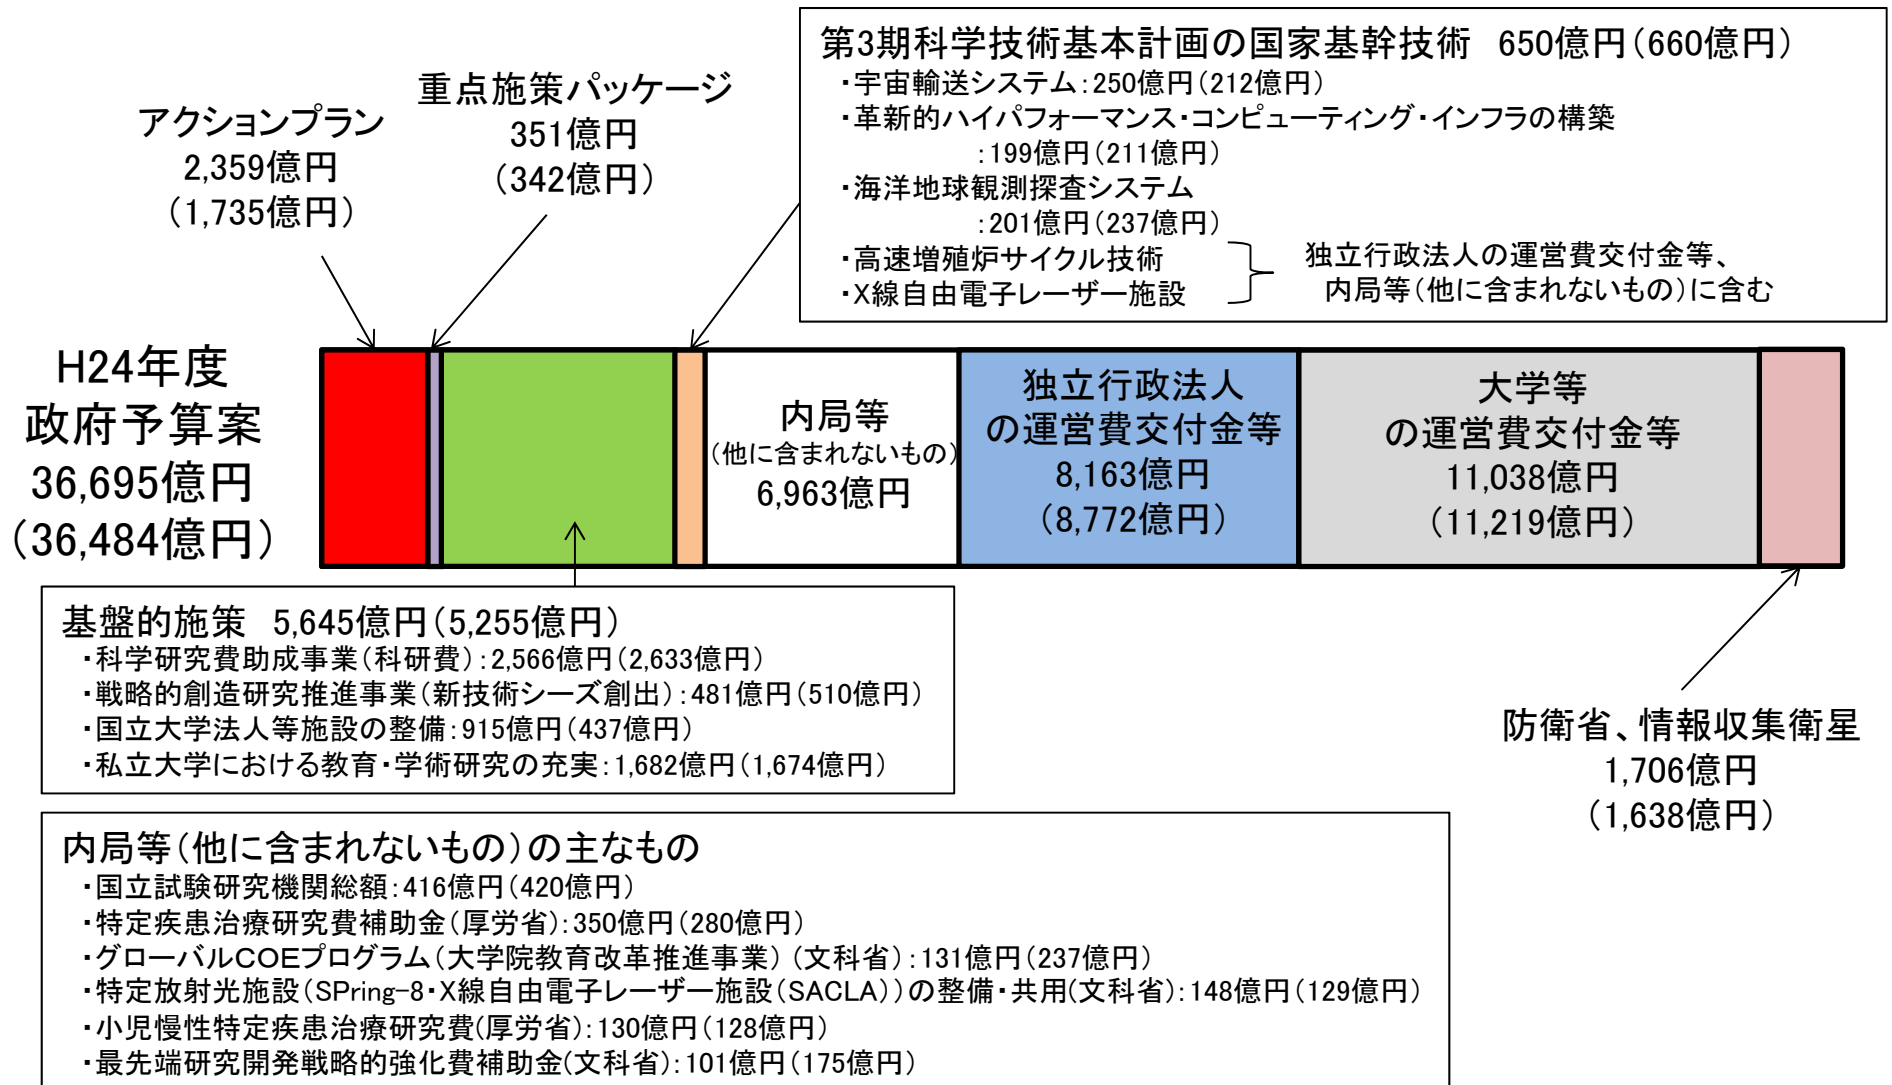 第3期科学技術基本計画の国家基幹技術　650億円(660億円)
・宇宙輸送システム:250億円(212億円)
・革新的ハイパフォーマンス・コンピューティング・インフラの構築
:199億円(211億円)
・海洋地球観測探査システム
:201億円(237億円)
・高速増殖炉サイクル技術
・X線自由電子レーザー施設
独立行政法人の運営費交付金等、
内局等(他に含まれないもの)に含む
重点施策パッケージ
351億円
(342億円)
アクションプラン
2,359億円
(1,735億円)
H24年度
政府予算案
36,695億円
(36,484億円)
内局等
(他に含まれないもの)
6,963億円
独立行政法人
の運営費交付金等
8,163億円
(8,772億円)
大学等
の運営費交付金等
11,038億円
(11,219億円)
基盤的施策　5,645億円(5,255億円)
・科学研究費助成事業(科研費):2,566億円(2,633億円)
・戦略的創造研究推進事業(新技術シーズ創出):481億円(510億円)
・国立大学法人等施設の整備:915億円(437億円)
・私立大学における教育・学術研究の充実:1,682億円(1,674億円)
防衛省、情報収集衛星
1,706億円
(1,638億円)
内局等(他に含まれないもの)の主なもの
・国立試験研究機関総額:416億円(420億円)
・特定疾患治療研究費補助金(厚労省):350億円(280億円)
・グローバルCOEプログラム(大学院教育改革推進事業) (文科省):131億円(237億円)
・特定放射光施設(SPring-8・X線自由電子レーザー施設(SACLA))の整備・共用(文科省):148億円(129億円)
・小児慢性特定疾患治療研究費(厚労省):130億円(128億円)
・最先端研究開発戦略的強化費補助金(文科省):101億円(175億円)